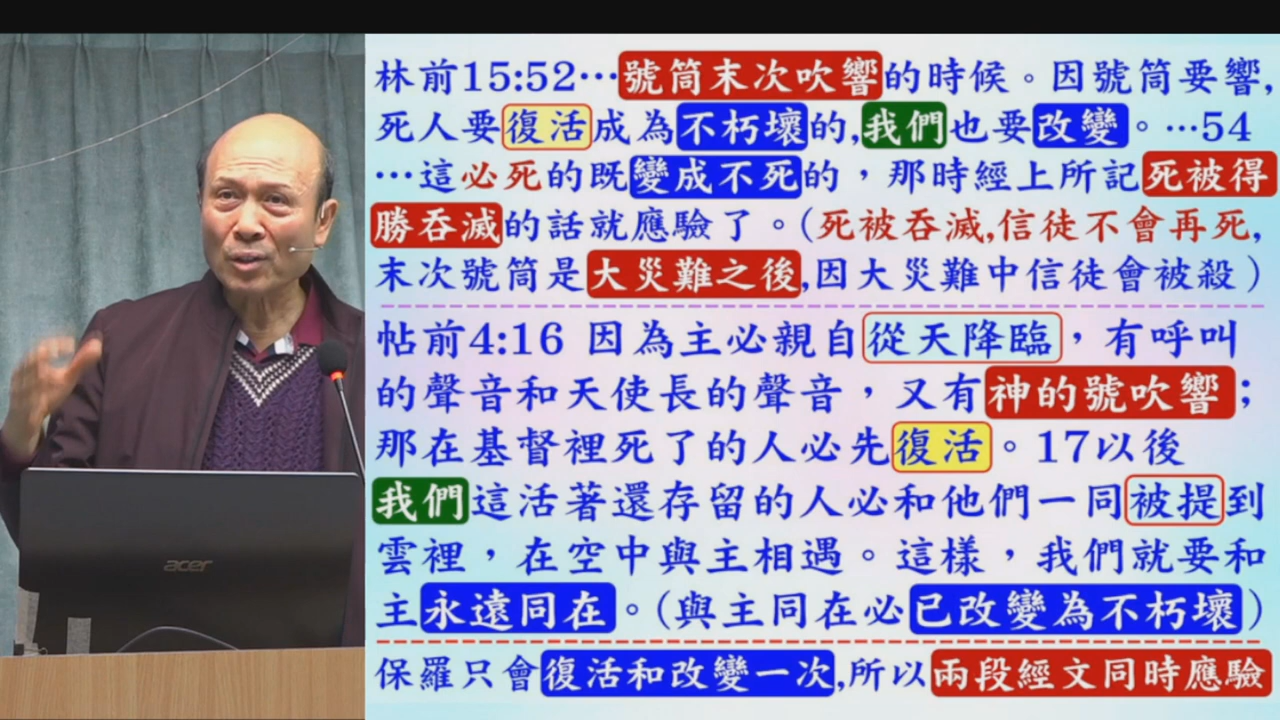 林前15:52…號筒末次吹響的時候。因號筒要響,
死人要復活成為不朽壞的,我們也要改變。…54
…這必死的既變成不死的，那時經上所記死被得
勝吞滅的話就應驗了。(死被吞滅,信徒不會再死,
末次號筒是大災難之後,因大災難中信徒會被殺)
帖前4:16 因為主必親自從天降臨，有呼叫
的聲音和天使長的聲音，又有神的號吹響；
那在基督裡死了的人必先復活。17以後
我們這活著還存留的人必和他們一同被提到
雲裡，在空中與主相遇。這樣，我們就要和
主永遠同在。(與主同在必已改變為不朽壞)
保羅只會復活和改變一次,所以兩段經文同時應驗
acer